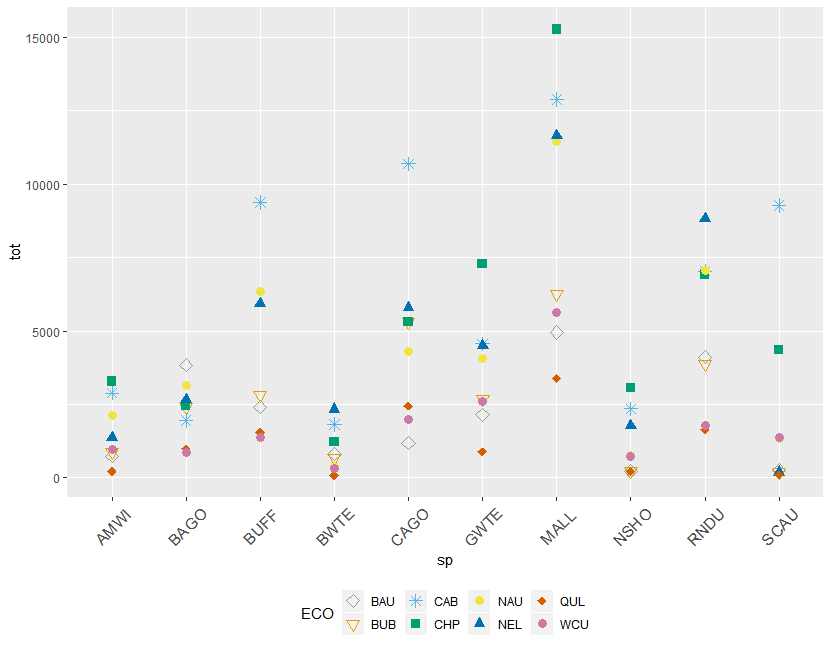 15000
10000
5000
0
tot
AMWI BAGO BUFF BWTE CAGO GWTE MALL NSHO RNDU SCAU
sp
ECO
BAU CAB NAU QUL
BUB CHP NEL WCU